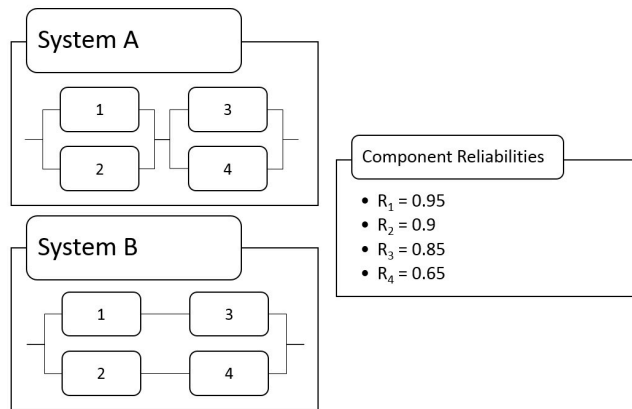 System A
1
3
2
4
System B
1
3
2
4
Component Reliabilities
• R₁ = 0.95
• R₂ = 0.9
• R₃ = 0.85
• R₄ = 0.65